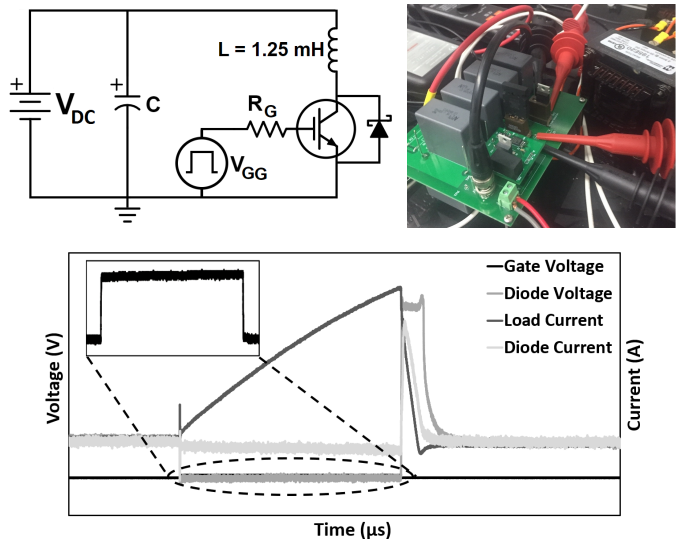 L = 1.25 mH
+
V_DC
+
C
R_G
V_GG
Gate Voltage
Diode Voltage
Load Current
Diode Current
Voltage (V)
Current (A)
Time (μs)